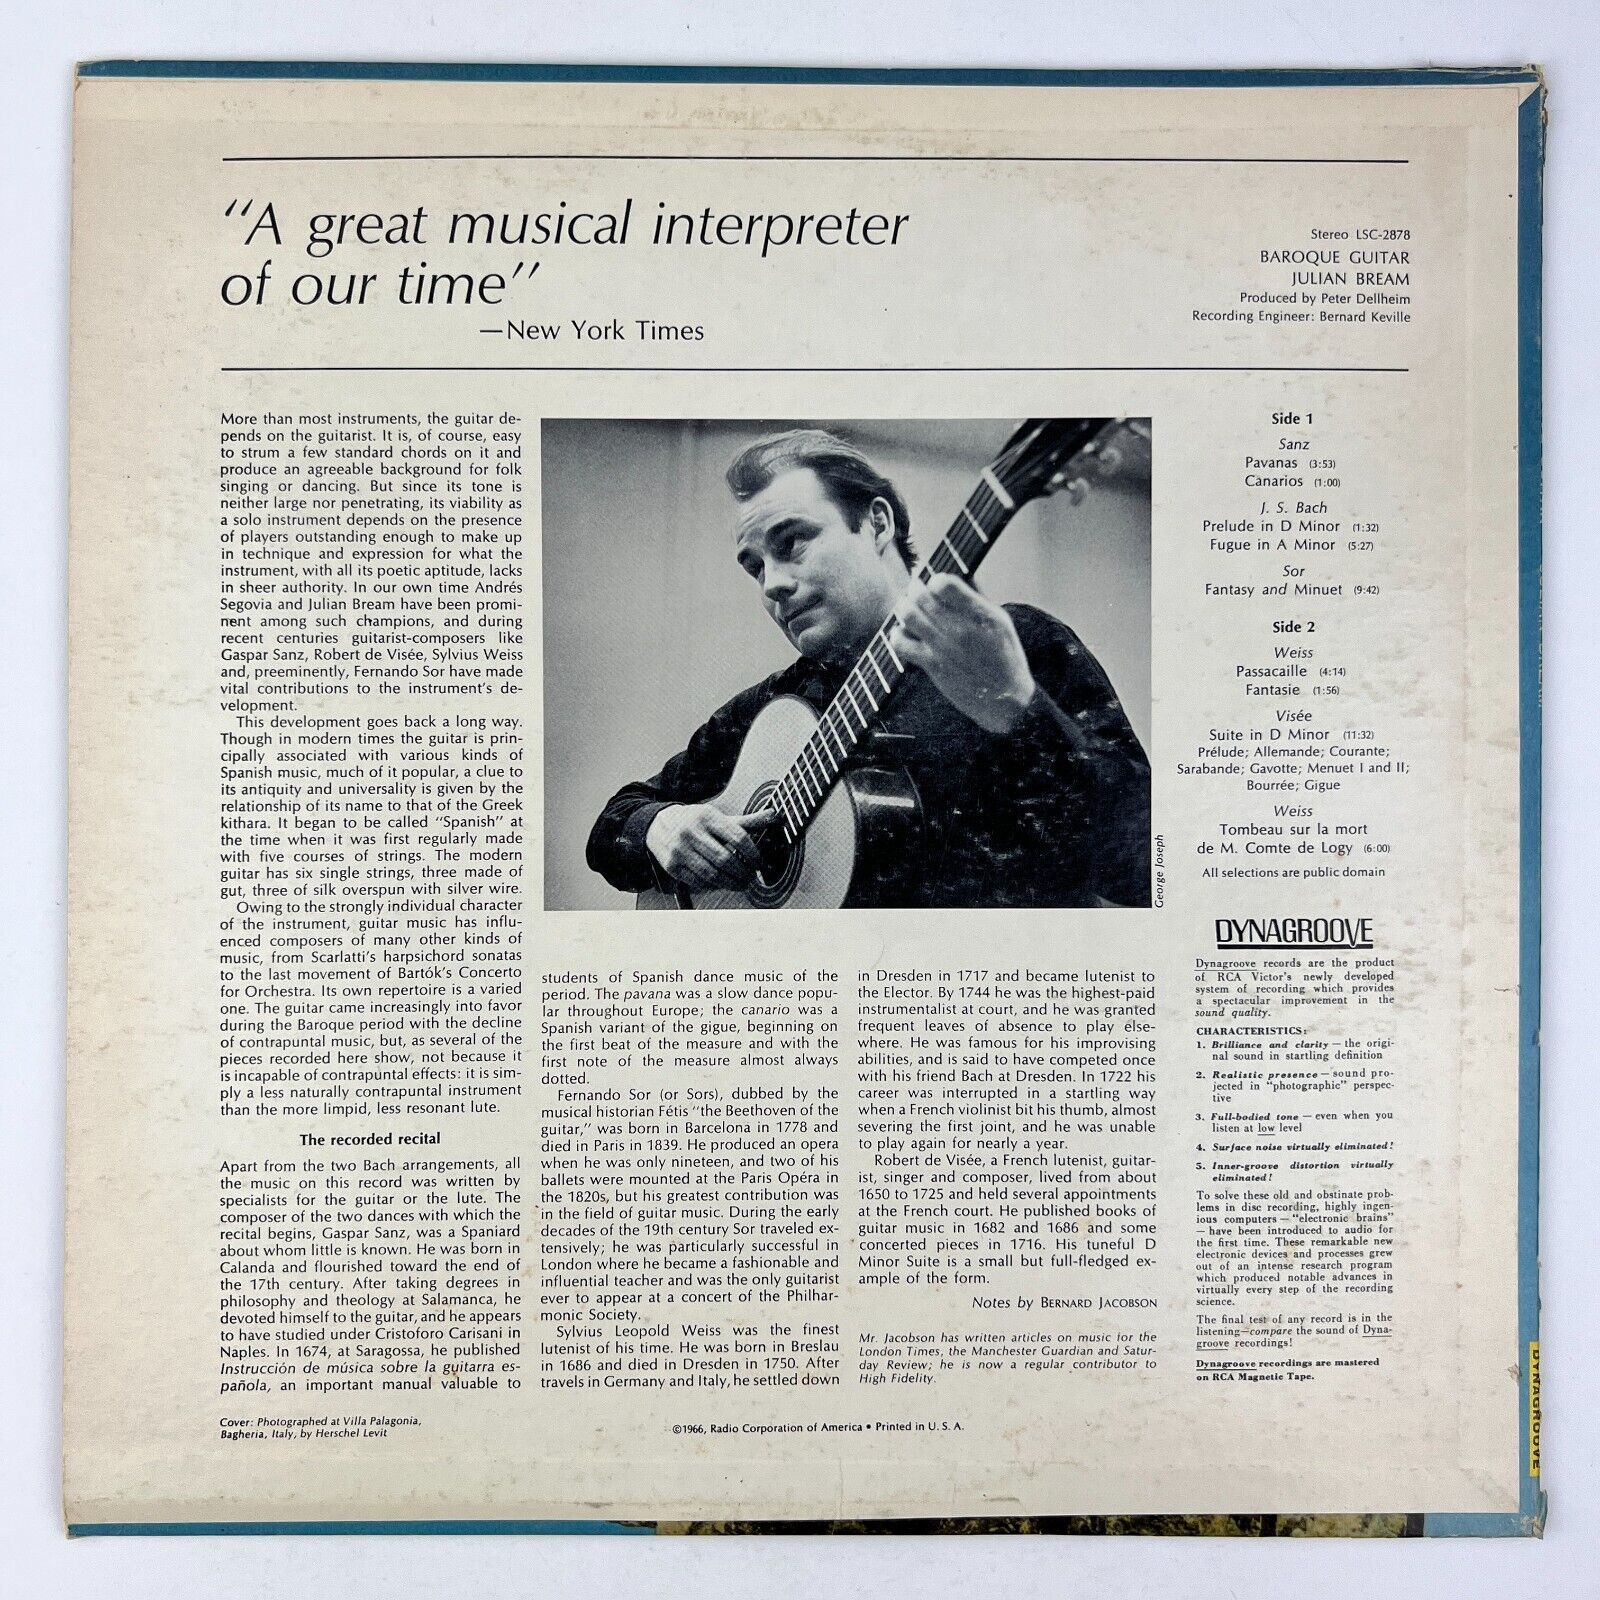 "A great musical interpreter
of our time"
—New York Times
Stereo LSC-2878
BAROQUE GUITAR
JULIAN BREAM
Produced by Peter Dellheim
Recording Engineer: Bernard Keville
More than most instruments, the guitar de-
pends on the guitarist. It is, of course, easy
to strum a few standard chords on it and
produce an agreeable background for folk
singing or dancing. But since its tone is
neither large nor penetrating, its viability as
a solo instrument depends on the presence
of players outstanding enough to make up
in technique and expression for what the
instrument, with all its poetic aptitude, lacks
in sheer authority. In our own time Andrés
Segovia and Julian Bream have been promi-
nent among such champions, and during
recent centuries guitarist-composers like
Gaspar Sanz, Robert de Visée, Sylvius Weiss
and, preeminently, Fernando Sor have made
vital contributions to the instrument's de-
velopment.
This development goes back a long way.
Though in modern times the guitar is prin-
cipally associated with various kinds of
Spanish music, much of it popular, a clue to
its antiquity and universality is given by the
relationship of its name to that of the Greek
kithara. It began to be called "Spanish" at
the time when it was first regularly made
with five courses of strings. The modern
guitar has six single strings, three made of
gut, three of silk overspun with silver wire.
Owing to the strongly individual character
of the instrument, guitar music has influ-
enced composers of many other kinds of
music, from Scarlatti's harpsichord sonatas
to the last movement of Bartók's Concerto
for Orchestra. Its own repertoire is a varied
one. The guitar came increasingly into favor
during the Baroque period with the decline
of contrapuntal music, but, as several of the
pieces recorded here show, not because it
is incapable of contrapuntal effects: it is sim-
ply a less naturally contrapuntal instrument
than the more limpid, less resonant lute.
The recorded recital
Apart from the two Bach arrangements, all
the music on this record was written by
specialists for the guitar or the lute. The
composer of the two dances with which the
recital begins, Gaspar Sanz, was a Spaniard
about whom little is known. He was born in
Calanda and flourished toward the end of
the 17th century. After taking degrees in
philosophy and theology at Salamanca, he
devoted himself to the guitar, and he appears
to have studied under Cristoforo Carisani in
Naples. In 1674, at Saragossa, he published
Instrucción de música sobre la guitarra es-
pañola, an important manual valuable to
George Joseph
students of Spanish dance music of the
period. The pavana was a slow dance popu-
lar throughout Europe; the canario was a
Spanish variant of the gigue, beginning on
the first beat of the measure and with the
first note of the measure almost always
dotted.
Fernando Sor (or Sors), dubbed by the
musical historian Fétis "the Beethoven of the
guitar," was born in Barcelona in 1778 and
died in Paris in 1839. He produced an opera
when he was only nineteen, and two of his
ballets were mounted at the Paris Opéra in
the 1820s, but his greatest contribution was
in the field of guitar music. During the early
decades of the 19th century Sor traveled ex-
tensively; he was particularly successful in
London where he became a fashionable and
influential teacher and was the only guitarist
ever to appear at a concert of the Philhar-
monic Society.
Sylvius Leopold Weiss was the finest
lutenist of his time. He was born in Breslau
in 1686 and died in Dresden in 1750. After
travels in Germany and Italy, he settled down
in Dresden in 1717 and became lutenist to
the Elector. By 1744 he was the highest-paid
instrumentalist at court, and he was granted
frequent leaves of absence to play else-
where. He was famous for his improvising
abilities, and is said to have competed once
with his friend Bach at Dresden. In 1722 his
career was interrupted in a startling way
when a French violinist bit his thumb, almost
severing the first joint, and he was unable
to play again for nearly a year.
Robert de Visée, a French lutenist, guitar-
ist, singer and composer, lived from about
1650 to 1725 and held several appointments
at the French court. He published books of
guitar music in 1682 and 1686 and some
concerted pieces in 1716. His tuneful D
Minor Suite is a small but full-fledged ex-
ample of the form.
Notes by BERNARD JACOBSON
Mr. Jacobson has written articles on music for the
London Times, the Manchester Guardian and Satur-
day Review; he is now a regular contributor to
High Fidelity.
Side 1
Sanz
Pavanas (3:53)
Canarios (1:00)
J. S. Bach
Prelude in D Minor (1:32)
Fugue in A Minor (5:27)
Sor
Fantasy and Minuet (9:42)
Side 2
Weiss
Passacaille (4:14)
Fantasie (1:56)
Visée
Suite in D Minor (11:32)
Prélude; Allemande; Courante;
Sarabande; Gavotte; Menuet I and II;
Bourrée; Gigue
Weiss
Tombeau sur la mort
de M. Comte de Logy (6:00)
All selections are public domain
DYNAGROOVE
Dynagroove records are the product
of RCA Victor's newly developed
system of recording which provides
a spectacular improvement in the
sound quality.
CHARACTERISTICS:
1. Brilliance and clarity — the origi-
nal sound in startling definition
2. Realistic presence — sound pro-
jected in "photographic" perspec-
tive
3. Full-bodied tone — even when you
listen at low level
4. Surface noise virtually eliminated!
5. Inner-groove distortion virtually
eliminated!
To solve these old and obstinate prob-
lems in disc recording, highly ingen-
ious computers — "electronic brains"
— have been introduced to audio for
the first time. These remarkable new
electronic devices and processes grew
out of an intense research program
which produced notable advances in
virtually every step of the recording
science.
The final test of any record is in the
listening—compare the sound of Dyna-
groove recordings!
Dynagroove recordings are mastered
on RCA Magnetic Tape.
Cover: Photographed at Villa Palagonia,
Bagheria, Italy, by Herschel Levit
©1966, Radio Corporation of America • Printed in U. S. A.
DYNAGROOVE